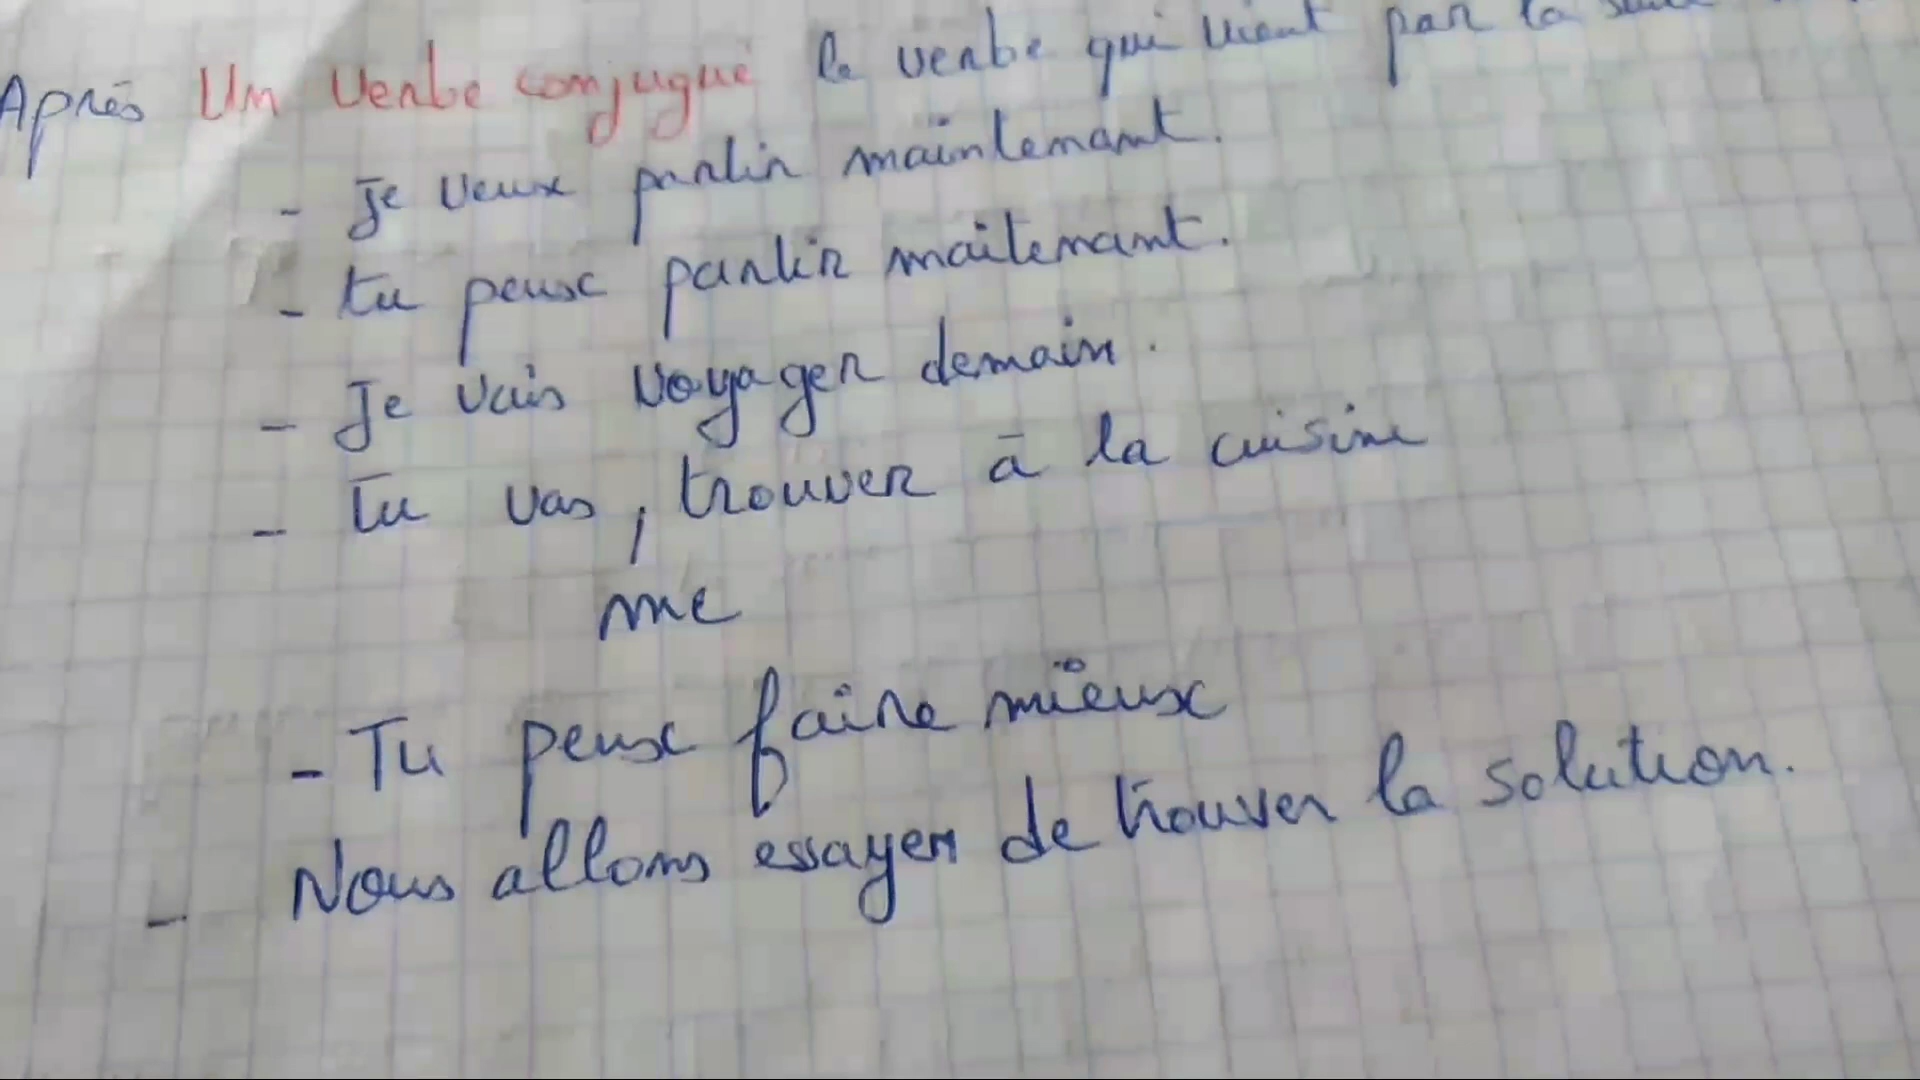 Après Un Verbe conjugué le verbe qui vient par la
- Je veux partir maintenant.
- tu peux partir maitenant.
- Je vais voyager demain.
- Tu vas, trouver à la cuisine
me
- Tu peux faire mieux
- Nous allons essayer de trouver la solution.